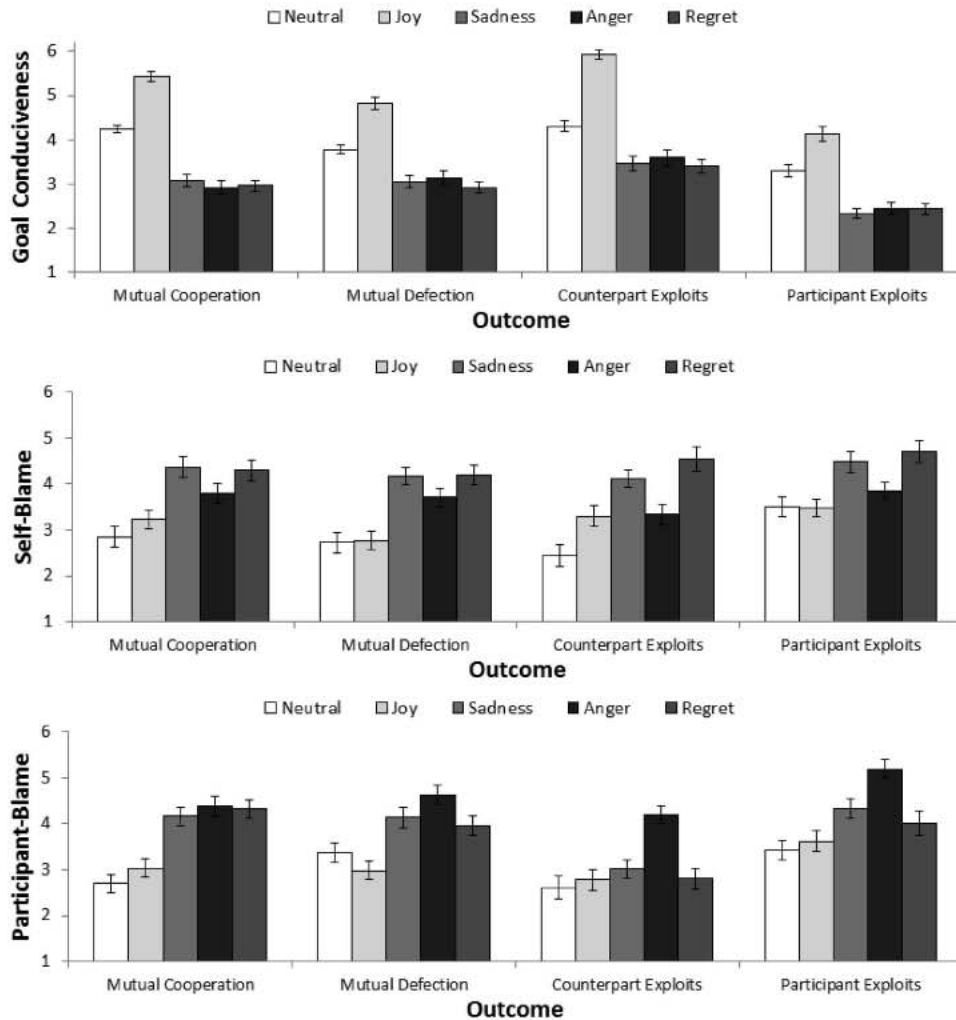 Neutral Joy Sadness Anger Regret
6
5
4
3
2
1
Goal Conduciveness
Mutual Cooperation Mutual Defection Counterpart Exploits Participant Exploits
Outcome
Neutral Joy Sadness Anger Regret
6
5
4
3
2
1
Self-Blame
Mutual Cooperation Mutual Defection Counterpart Exploits Participant Exploits
Outcome
Neutral Joy Sadness Anger Regret
6
5
4
3
2
1
Participant-Blame
Mutual Cooperation Mutual Defection Counterpart Exploits Participant Exploits
Outcome